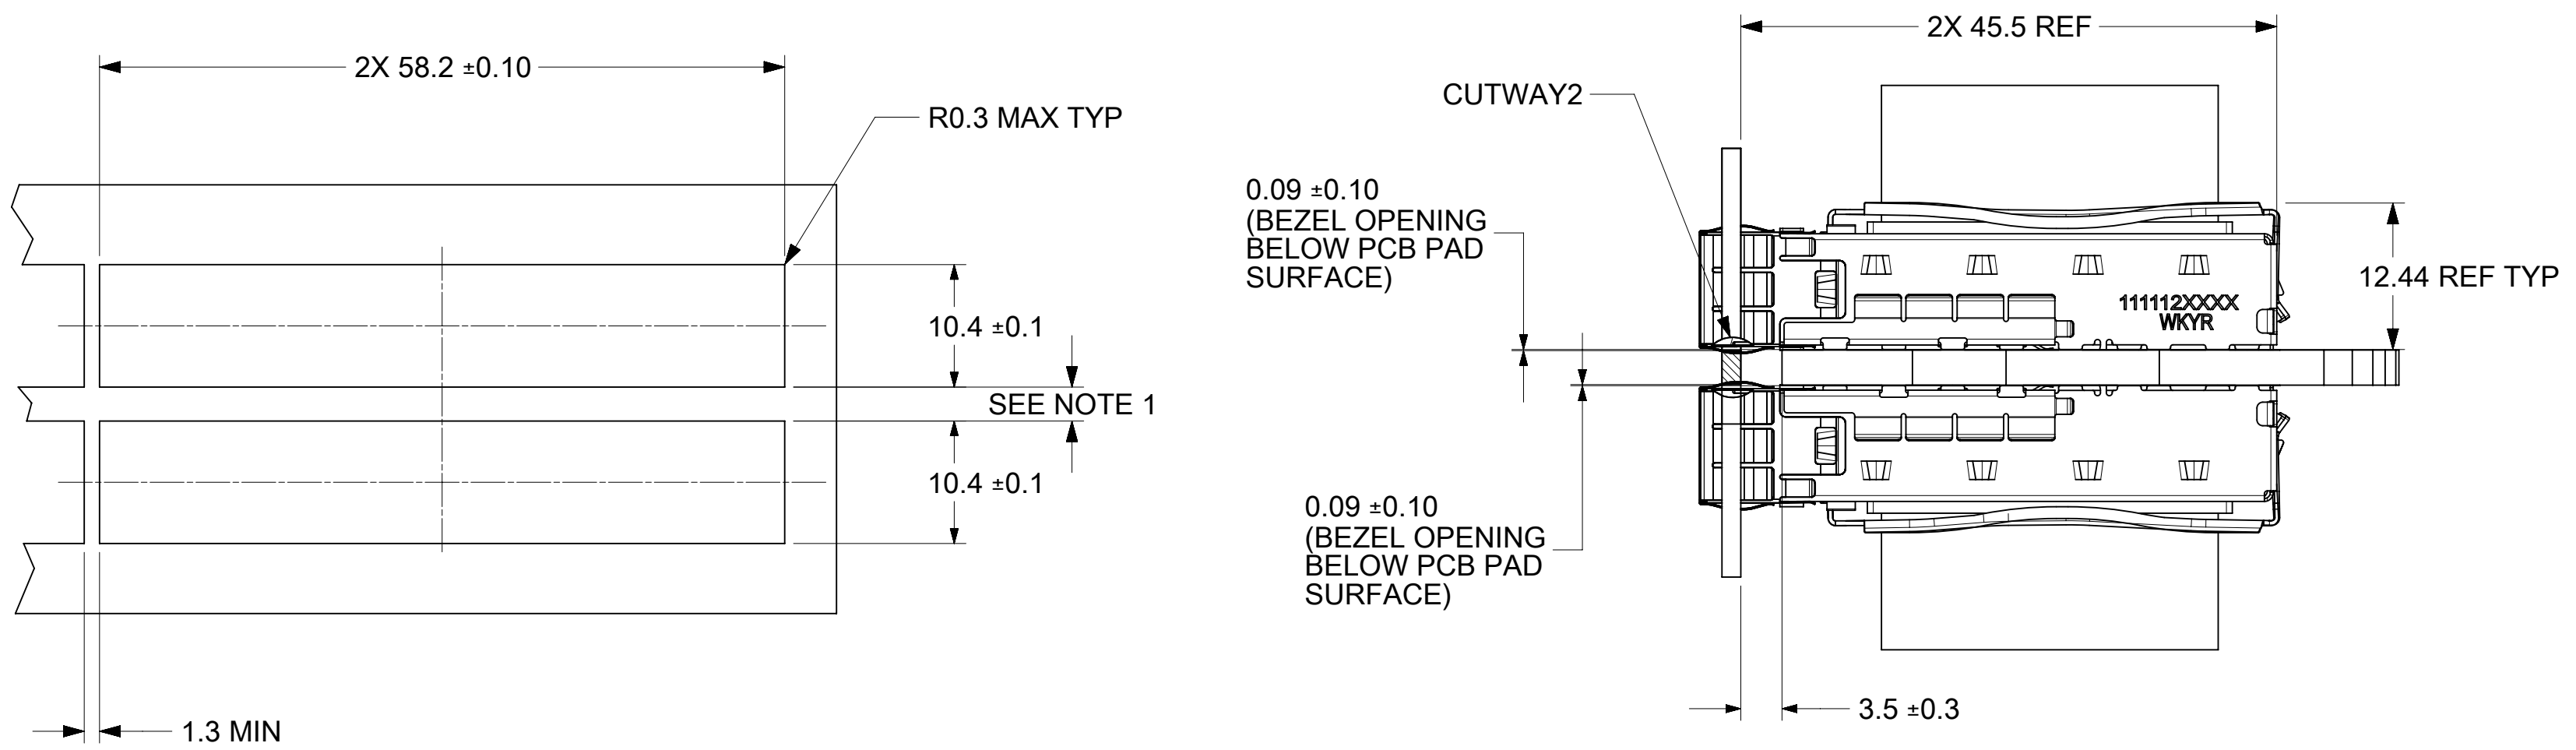 2X 58.2 ±0.10
R0.3 MAX TYP
10.4 ±0.1
SEE NOTE 1
10.4 ±0.1
1.3 MIN
2X 45.5 REF
CUTWAY2
0.09 ±0.10
(BEZEL OPENING
BELOW PCB PAD
SURFACE)
12.44 REF TYP
111112XXXX
WKYR
0.09 ±0.10
(BEZEL OPENING
BELOW PCB PAD
SURFACE)
3.5 ±0.3